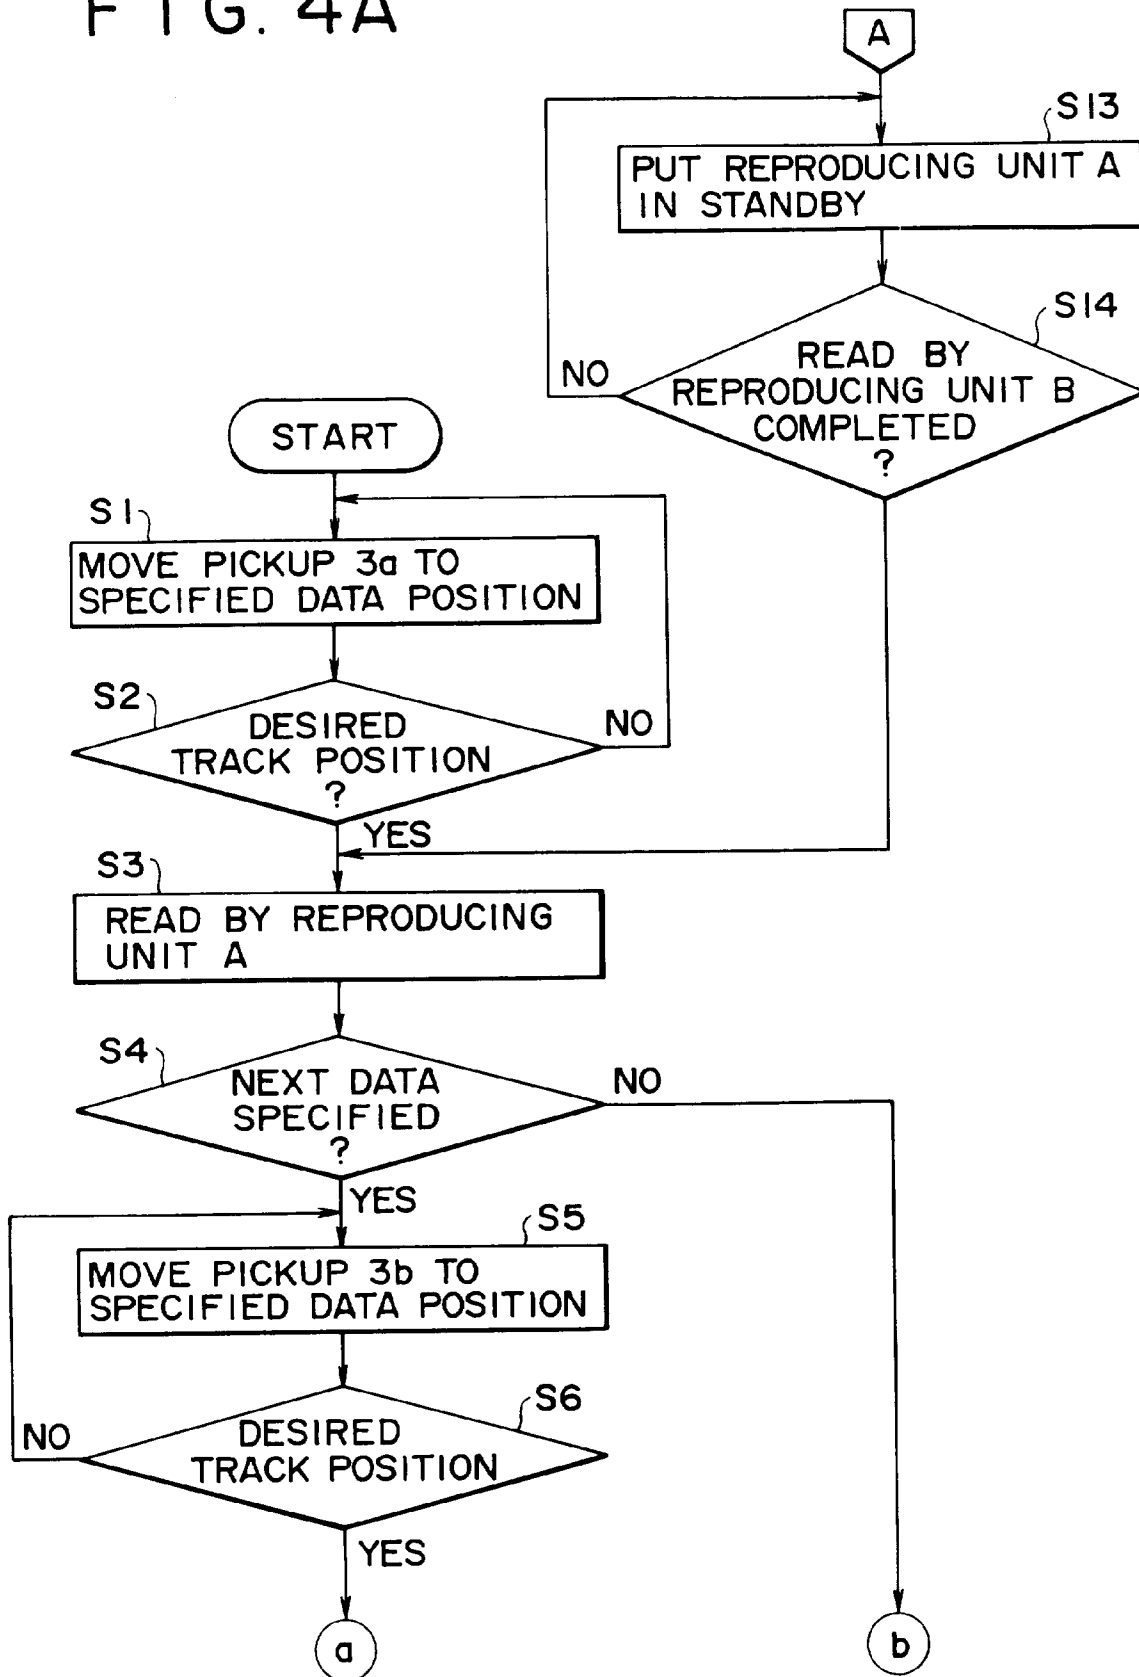 FIG. 4A
A
S13
PUT REPRODUCING UNIT A
IN STANDBY
S14
READ BY
REPRODUCING UNIT B
COMPLETED
?
NO
START
S1
MOVE PICKUP 3a TO
SPECIFIED DATA POSITION
S2
DESIRED
TRACK POSITION
?
NO
YES
S3
READ BY REPRODUCING
UNIT A
S4
NEXT DATA
SPECIFIED
?
NO
YES
S5
MOVE PICKUP 3b TO
SPECIFIED DATA POSITION
S6
DESIRED
TRACK POSITION
NO
YES
a
b